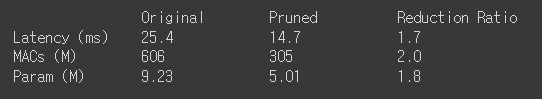 Original Pruned Reduction Ratio
Latency (ms) 25.4 14.7 1.7
MACs (M) 606 305 2.0
Param (M) 9.23 5.01 1.8